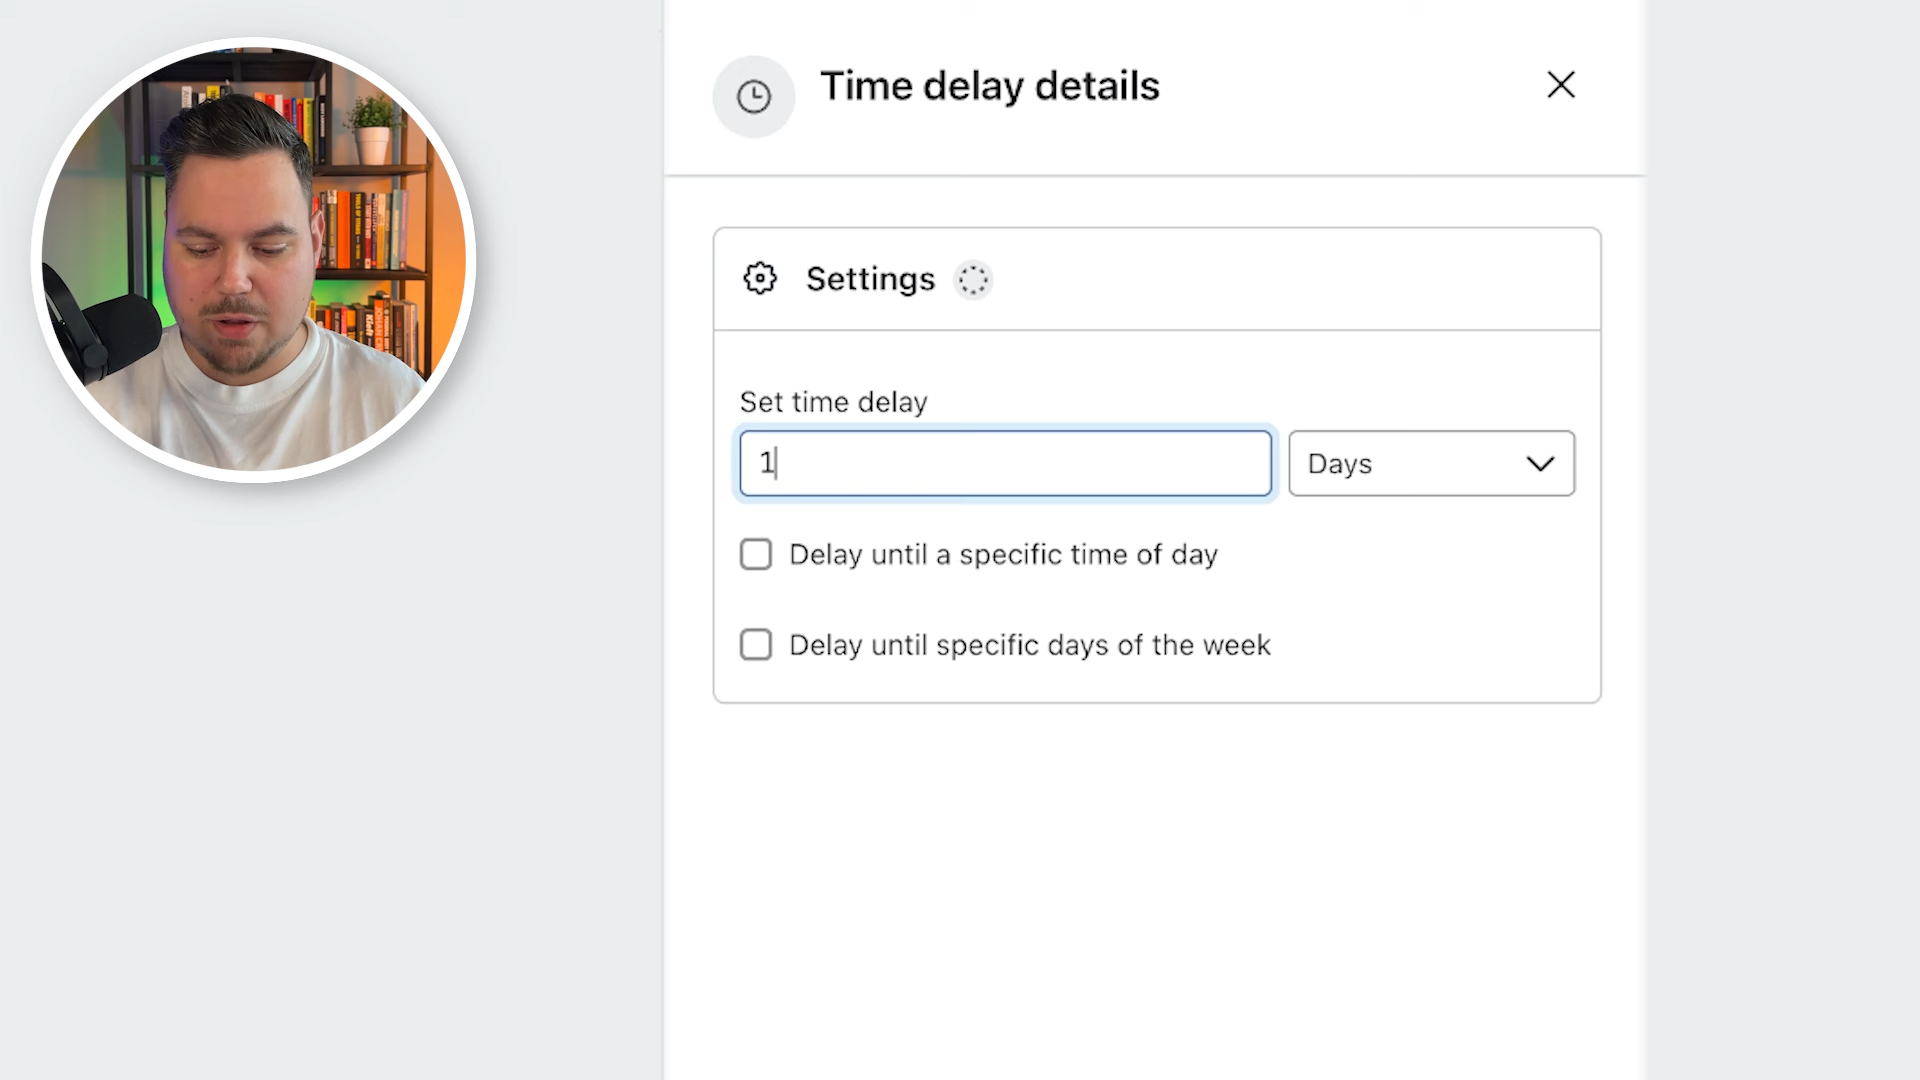 Time delay details
Settings
Set time delay
1
Days
Delay until a specific time of day
Delay until specific days of the week